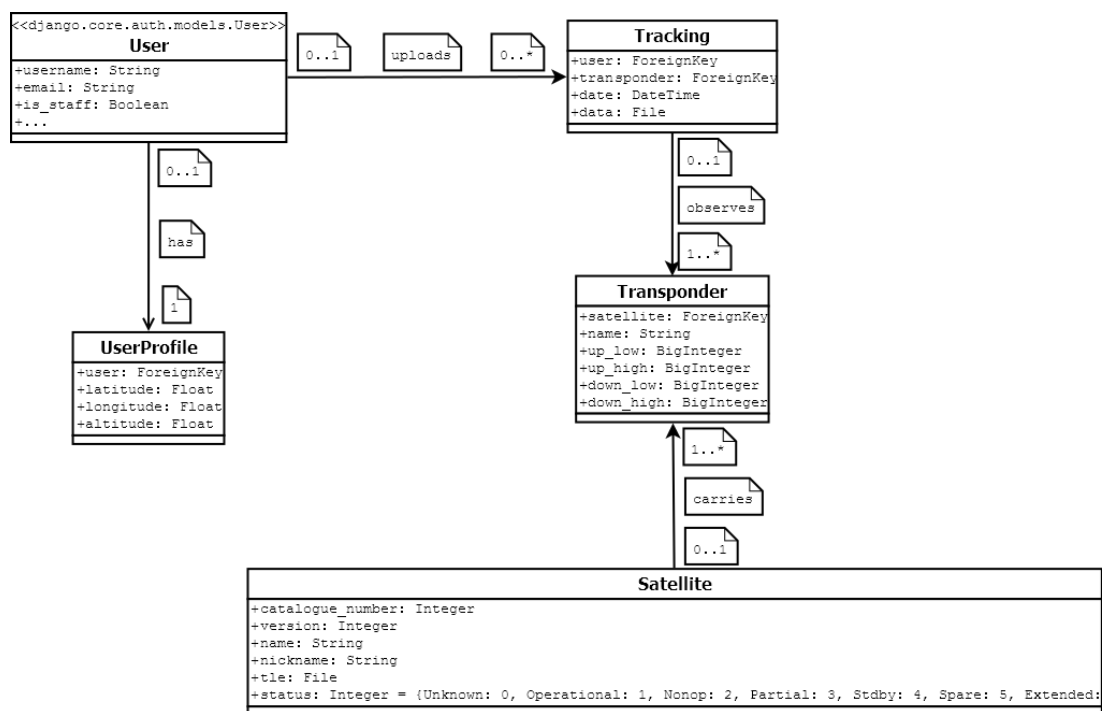 <<django.core.auth.models.User>>
User
+username: String
+email: String
+is_staff: Boolean
+...
0..1
uploads
0..*
Tracking
+user: ForeignKey
+transponder: ForeignKey
+date: DateTime
+data: File
0..1
has
1
0..1
observes
1..*
UserProfile
+user: ForeignKey
+latitude: Float
+longitude: Float
+altitude: Float
Transponder
+satellite: ForeignKey
+name: String
+up_low: BigInteger
+up_high: BigInteger
+down_low: BigInteger
+down_high: BigInteger
1..*
carries
0..1
Satellite
+catalogue_number: Integer
+version: Integer
+name: String
+nickname: String
+tle: File
+status: Integer = {Unknown: 0, Operational: 1, Nonop: 2, Partial: 3, Stdby: 4, Spare: 5, Extended: